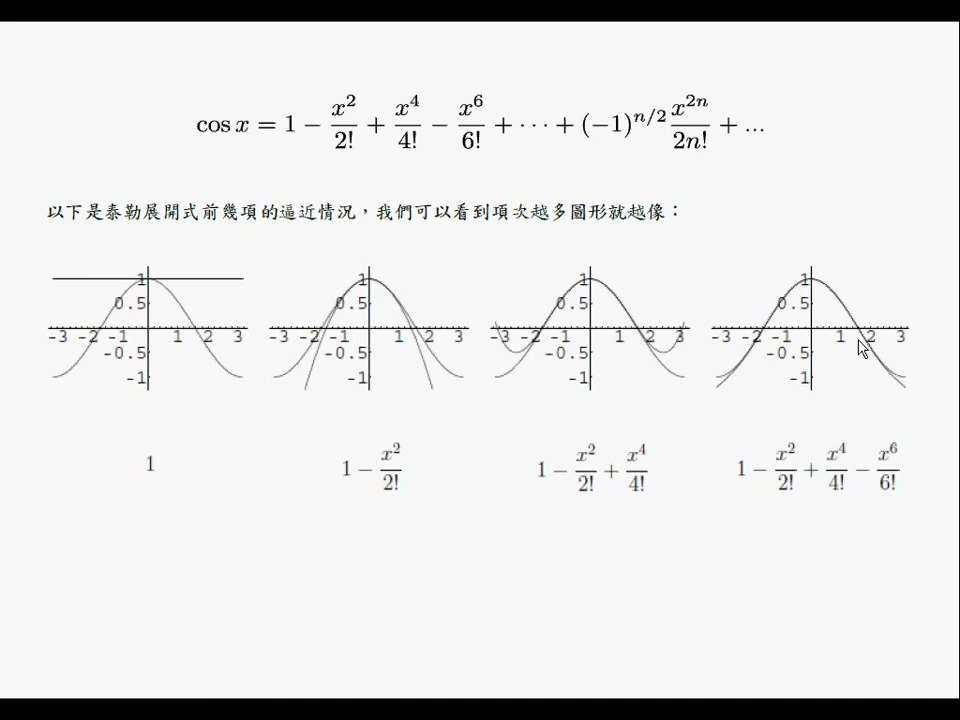 cos x = 1 − x²/2! + x⁴/4! − x⁶/6! + ··· + (−1)^{n/2} x^{2n}/2n! + ...
以下是泰勒展開式前幾項的逼近情況，我們可以看到項次越多圖形就越像：
1 1 1 1
0.5 0.5 0.5 0.5
-3 -2 -1 1 2 3 -3 -2 -1 1 2 3 -3 -2 -1 1 2 3 -3 -2 -1 1 2 3
-0.5 -0.5 -0.5 -0.5
-1 -1 -1 -1
1 1 − x²/2! 1 − x²/2! + x⁴/4! 1 − x²/2! + x⁴/4! − x⁶/6!